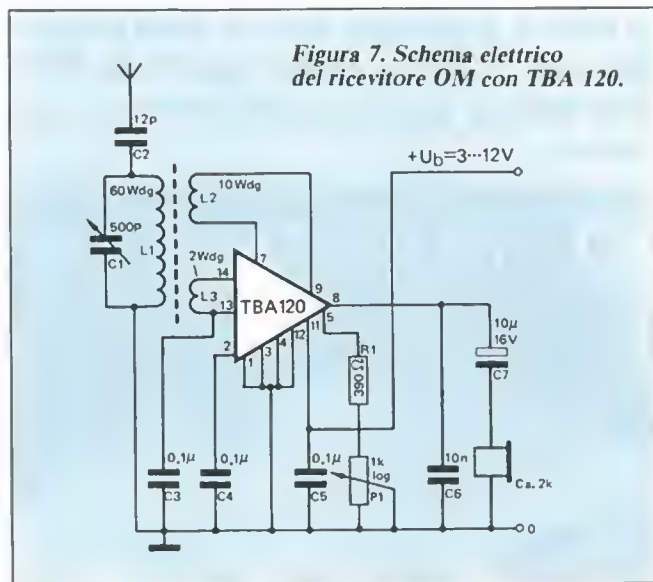 Figura 7. Schema elettrico
del ricevitore OM con TBA 120.
12p
C2
+Ub=3···12V
60Wdg
10Wdg
L2
500p
C1
L1
2Wdg
L3
14
13
7
TBA120
9
8
5
11
12
4
3
1
2
R1
390 Ω
10µ
16V
C7
0,1µ
C3
0,1µ
C4
0,1µ
C5
1k
log
P1
10n
C6
Ca. 2k
0